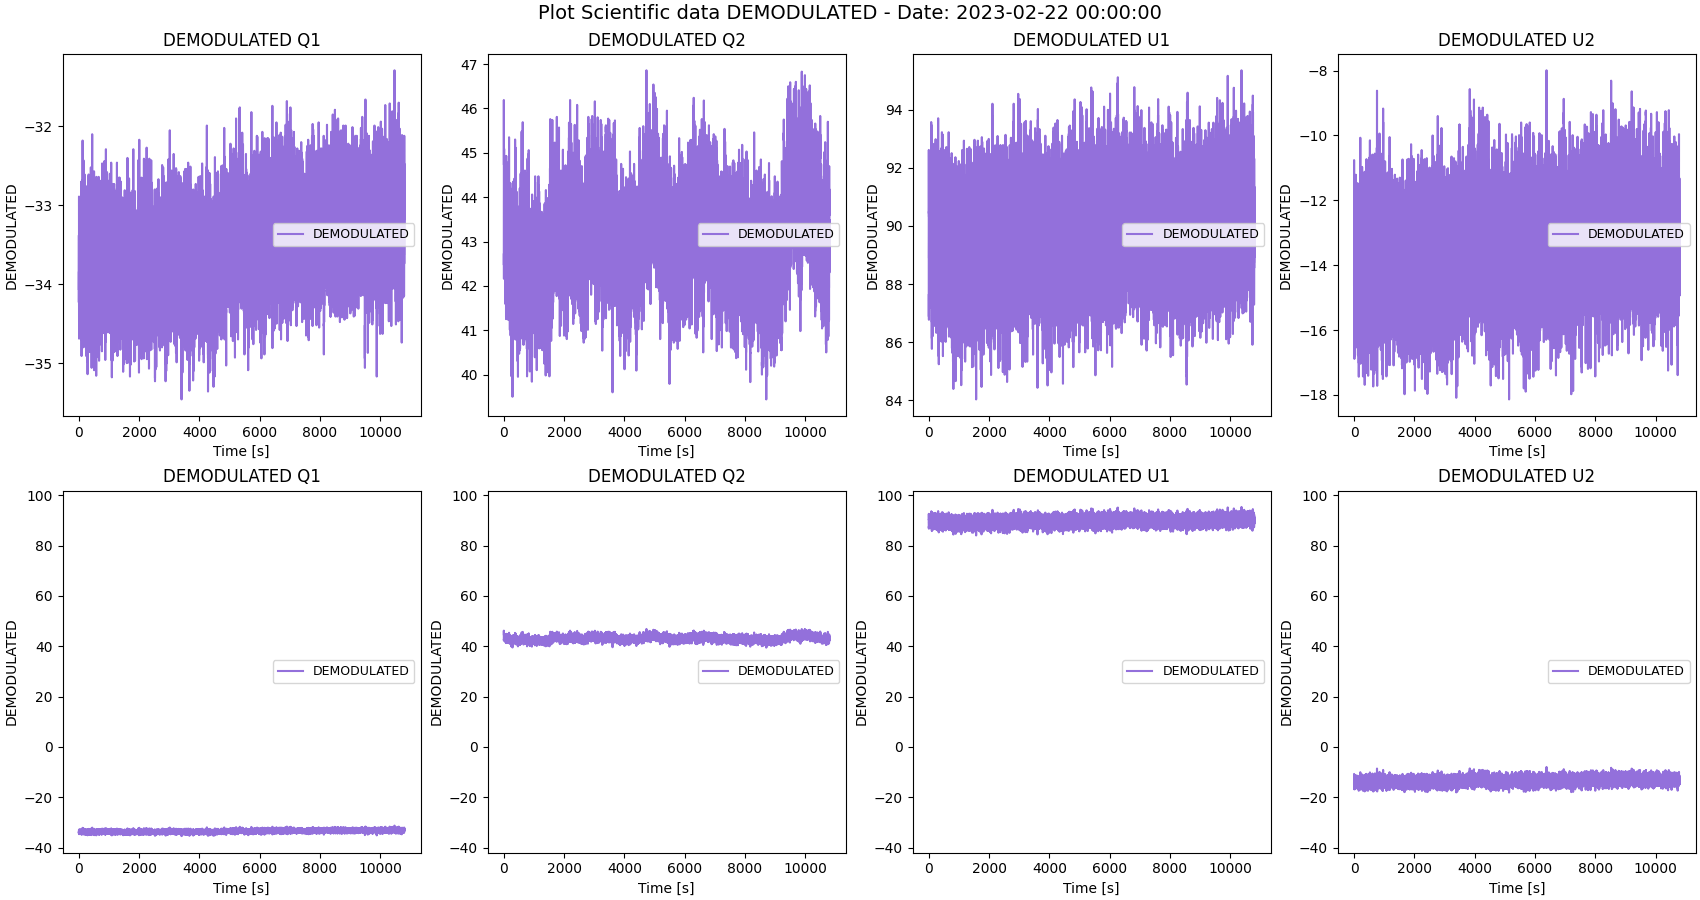 Plot Scientific data DEMODULATED - Date: 2023-02-22 00:00:00
DEMODULATED Q1
DEMODULATED Q2
DEMODULATED U1
DEMODULATED U2
DEMODULATED
−32
−33
−34
−35
DEMODULATED
0 2000 4000 6000 8000 10000
Time [s]
DEMODULATED
47
46
45
44
43
42
41
40
DEMODULATED
0 2000 4000 6000 8000 10000
Time [s]
DEMODULATED
94
92
90
88
86
84
DEMODULATED
0 2000 4000 6000 8000 10000
Time [s]
DEMODULATED
−8
−10
−12
−14
−16
−18
DEMODULATED
0 2000 4000 6000 8000 10000
Time [s]
DEMODULATED Q1
DEMODULATED Q2
DEMODULATED U1
DEMODULATED U2
DEMODULATED
100
80
60
40
20
0
−20
−40
DEMODULATED
0 2000 4000 6000 8000 10000
Time [s]
DEMODULATED
100
80
60
40
20
0
−20
−40
DEMODULATED
0 2000 4000 6000 8000 10000
Time [s]
DEMODULATED
100
80
60
40
20
0
−20
−40
DEMODULATED
0 2000 4000 6000 8000 10000
Time [s]
DEMODULATED
100
80
60
40
20
0
−20
−40
DEMODULATED
0 2000 4000 6000 8000 10000
Time [s]